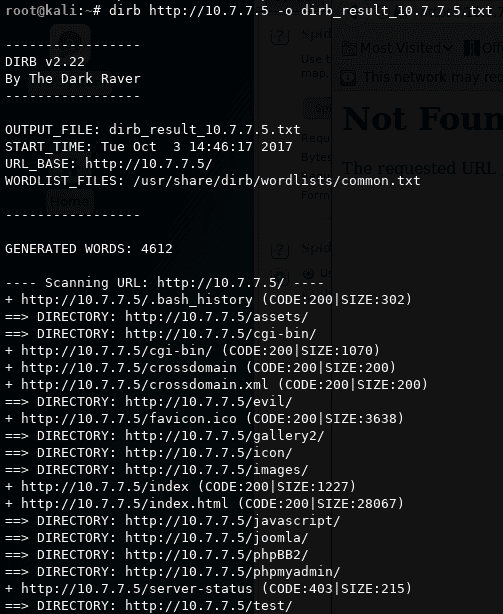 root@kali:~# dirb http://10.7.7.5 -o dirb_result_10.7.7.5.txt
-----------------
DIRB v2.22
By The Dark Raver
-----------------
OUTPUT_FILE: dirb_result_10.7.7.5.txt
START_TIME: Tue Oct  3 14:46:17 2017
URL_BASE: http://10.7.7.5/
WORDLIST_FILES: /usr/share/dirb/wordlists/common.txt
-----------------
GENERATED WORDS: 4612
---- Scanning URL: http://10.7.7.5/ ----
+ http://10.7.7.5/.bash_history (CODE:200|SIZE:302)
==> DIRECTORY: http://10.7.7.5/assets/
==> DIRECTORY: http://10.7.7.5/cgi-bin/
+ http://10.7.7.5/cgi-bin/ (CODE:200|SIZE:1070)
+ http://10.7.7.5/crossdomain (CODE:200|SIZE:200)
+ http://10.7.7.5/crossdomain.xml (CODE:200|SIZE:200)
==> DIRECTORY: http://10.7.7.5/evil/
+ http://10.7.7.5/favicon.ico (CODE:200|SIZE:3638)
==> DIRECTORY: http://10.7.7.5/gallery2/
==> DIRECTORY: http://10.7.7.5/icon/
==> DIRECTORY: http://10.7.7.5/images/
+ http://10.7.7.5/index (CODE:200|SIZE:1227)
+ http://10.7.7.5/index.html (CODE:200|SIZE:28067)
==> DIRECTORY: http://10.7.7.5/javascript/
==> DIRECTORY: http://10.7.7.5/joomla/
==> DIRECTORY: http://10.7.7.5/phpBB2/
==> DIRECTORY: http://10.7.7.5/phpmyadmin/
+ http://10.7.7.5/server-status (CODE:403|SIZE:215)
==> DIRECTORY: http://10.7.7.5/test/
Home
Use t
map,
Requ
Bytes
Form
Most Visited
This network may req
Not Foun
The requested URL